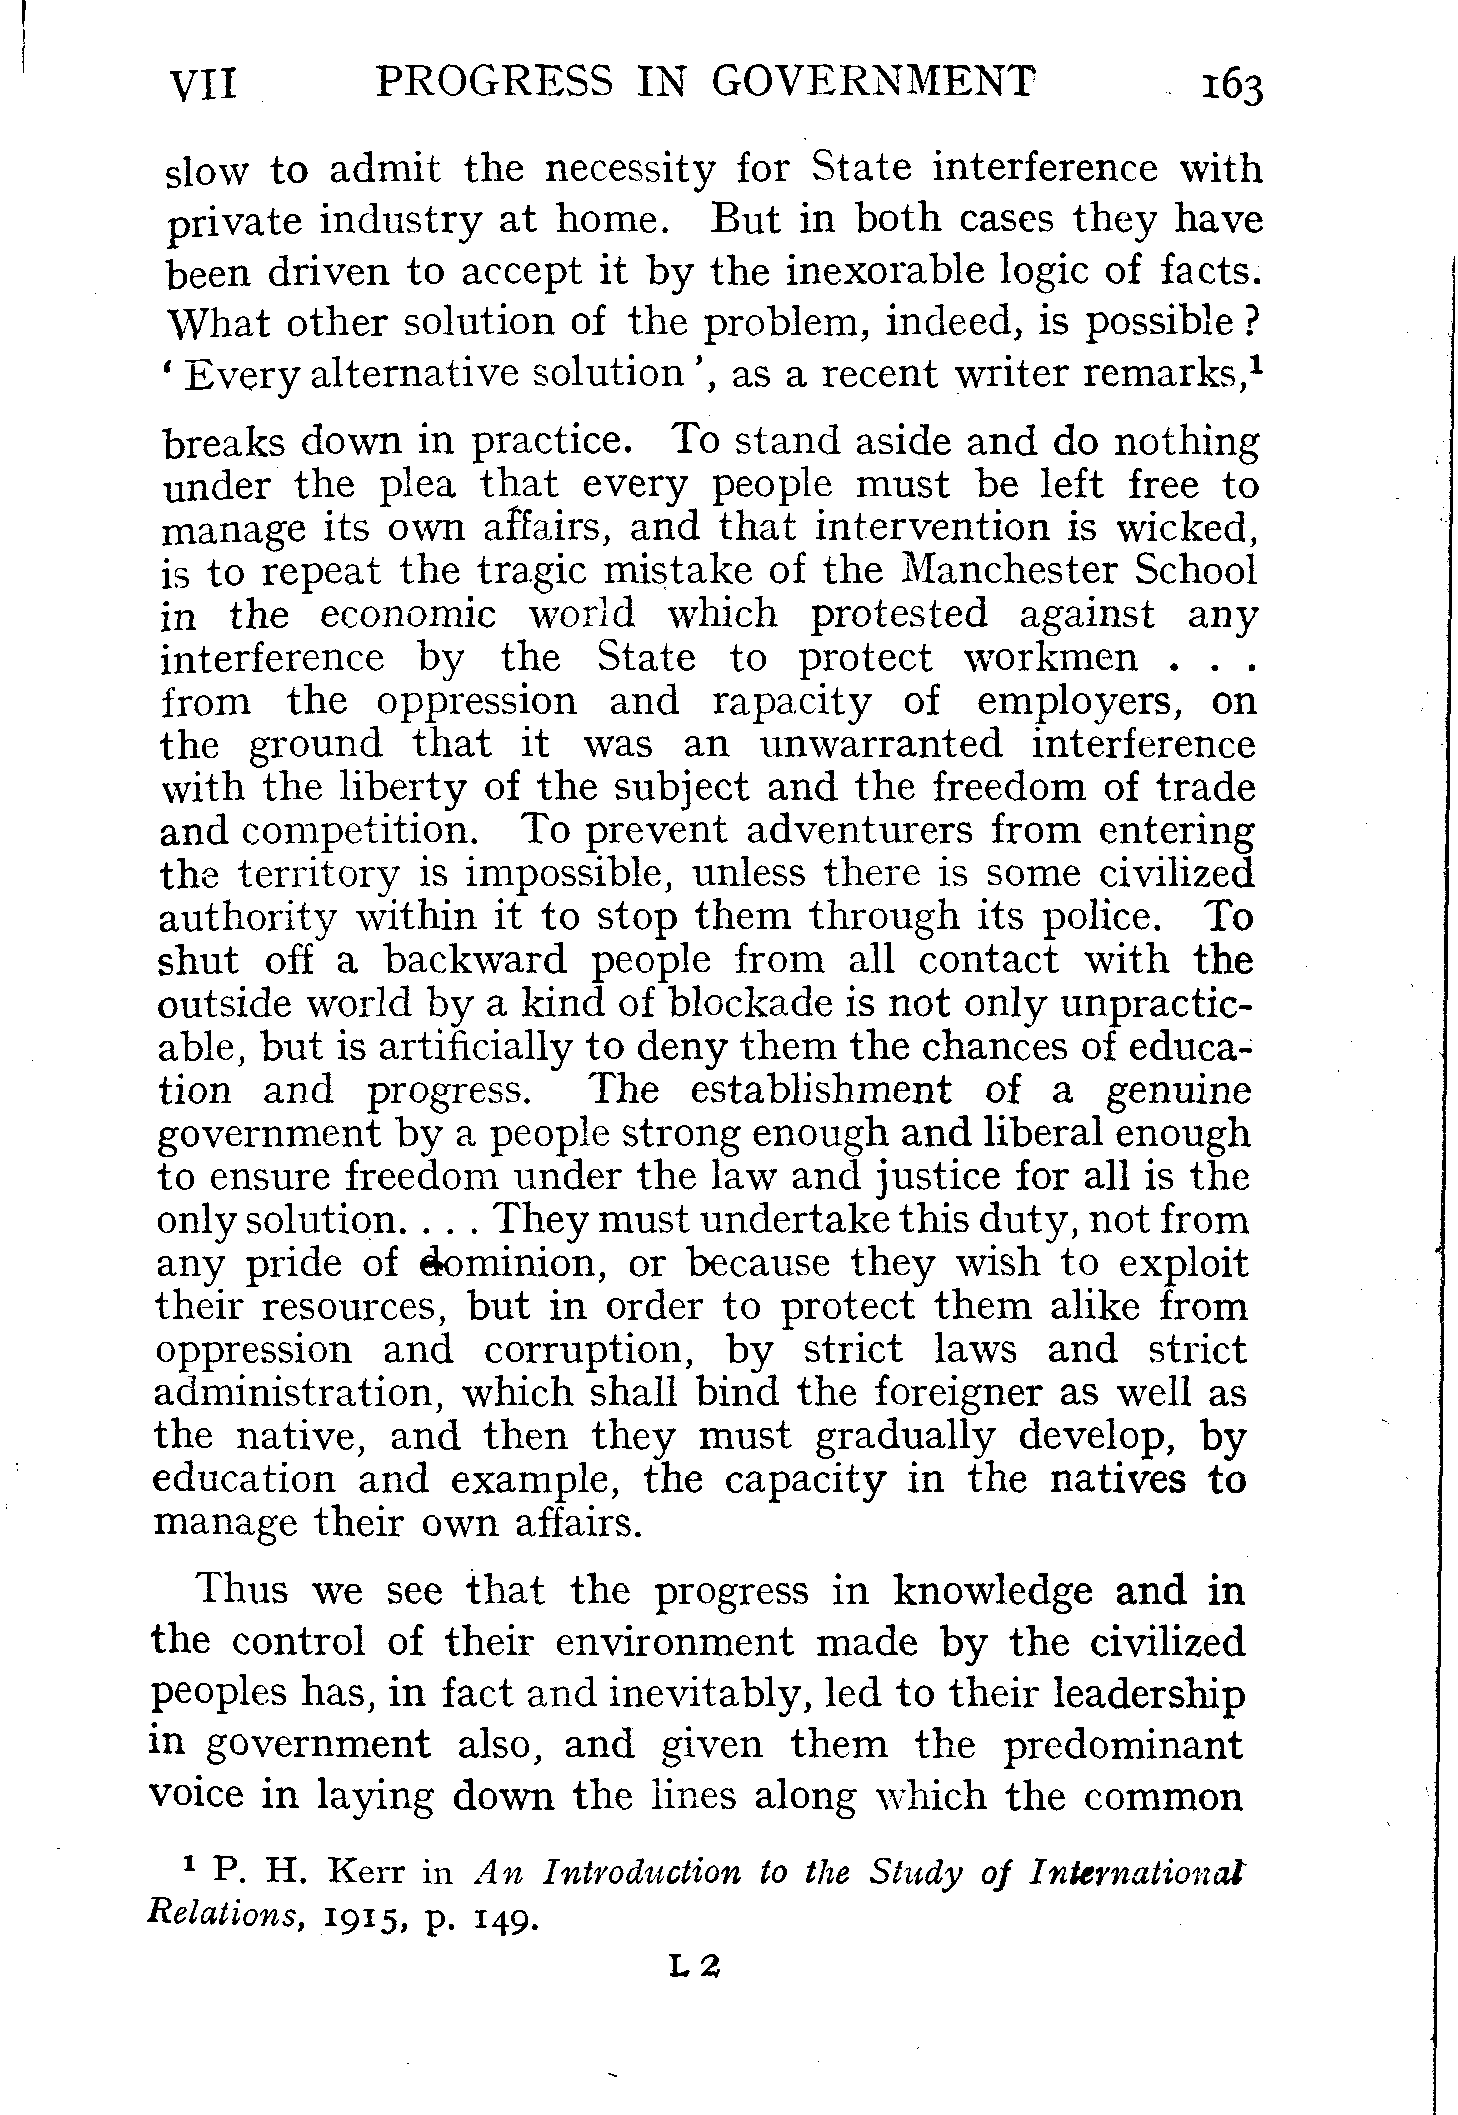 VII PROGRESS IN GOVERNMENT 163
slow to admit the necessity for State interference with
private industry at home. But in both cases they have
been driven to accept it by the inexorable logic of facts.
What other solution of the problem, indeed, is possible ?
‘ Every alternative solution ’, as a recent writer remarks,¹
breaks down in practice. To stand aside and do nothing
under the plea that every people must be left free to
manage its own affairs, and that intervention is wicked,
is to repeat the tragic mistake of the Manchester School
in the economic world which protested against any
interference by the State to protect workmen . . .
from the oppression and rapacity of employers, on
the ground that it was an unwarranted interference
with the liberty of the subject and the freedom of trade
and competition. To prevent adventurers from entering
the territory is impossible, unless there is some civilized
authority within it to stop them through its police. To
shut off a backward people from all contact with the
outside world by a kind of blockade is not only unpractic-
able, but is artificially to deny them the chances of educa-
tion and progress. The establishment of a genuine
government by a people strong enough and liberal enough
to ensure freedom under the law and justice for all is the
only solution. . . . They must undertake this duty, not from
any pride of dominion, or because they wish to exploit
their resources, but in order to protect them alike from
oppression and corruption, by strict laws and strict
administration, which shall bind the foreigner as well as
the native, and then they must gradually develop, by
education and example, the capacity in the natives to
manage their own affairs.
Thus we see that the progress in knowledge and in
the control of their environment made by the civilized
peoples has, in fact and inevitably, led to their leadership
in government also, and given them the predominant
voice in laying down the lines along which the common
¹ P. H. Kerr in An Introduction to the Study of International
Relations, 1915, p. 149.
L 2